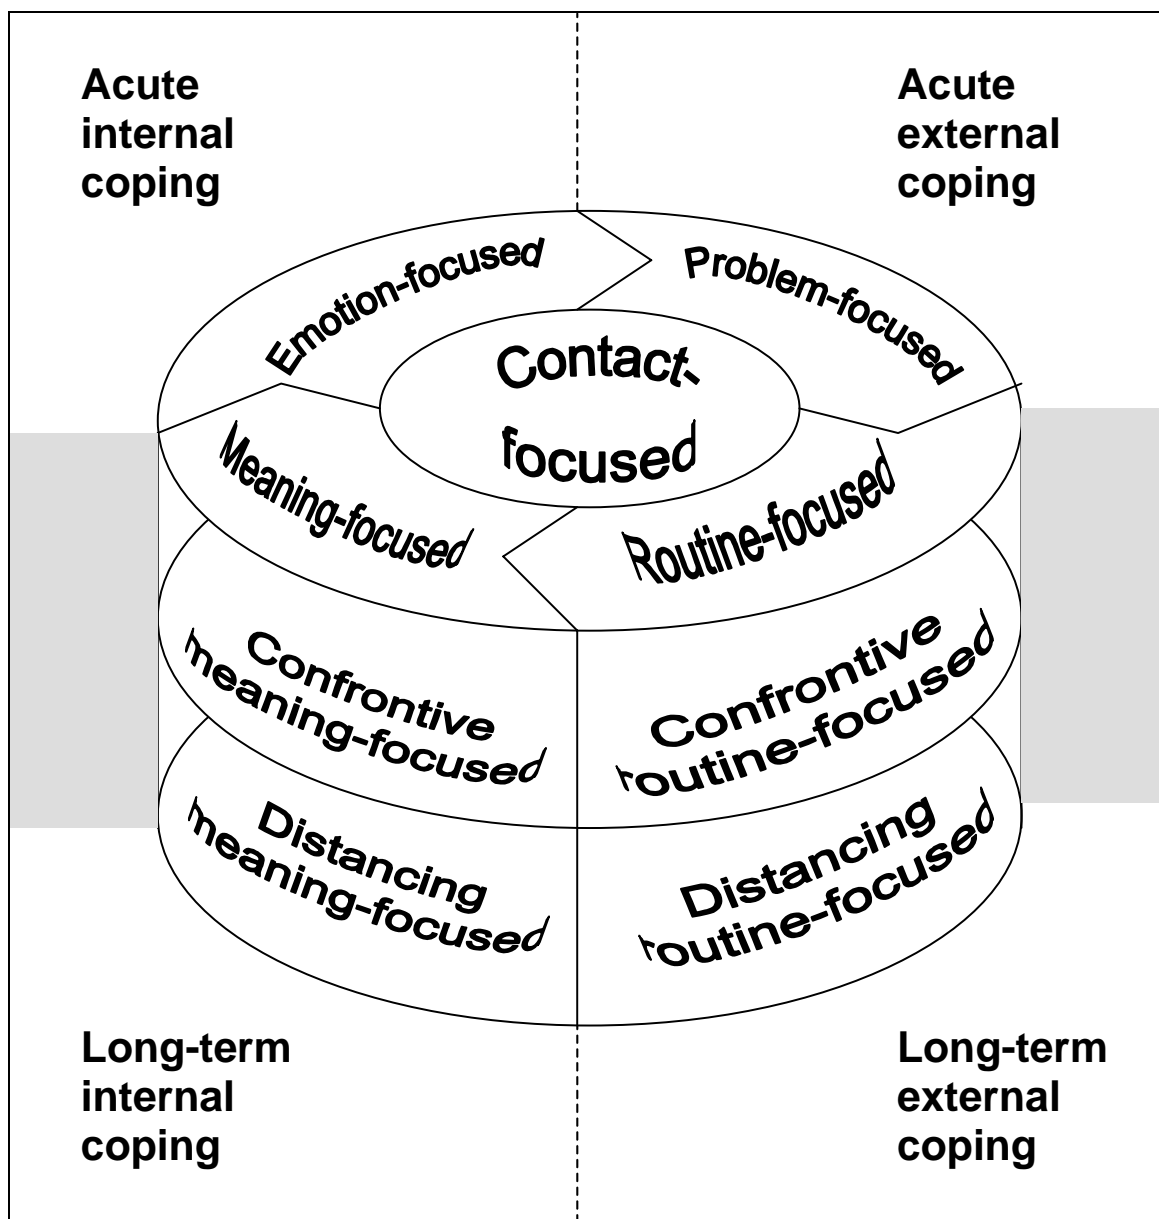 Acute
internal
coping
Acute
external
coping
Emotion-focused
Problem-focused
Contact-
focused
Meaning-focused
Routine-focused
Confrontive
meaning-focused
Confrontive
routine-focused
Distancing
meaning-focused
Distancing
routine-focused
Long-term
internal
coping
Long-term
external
coping